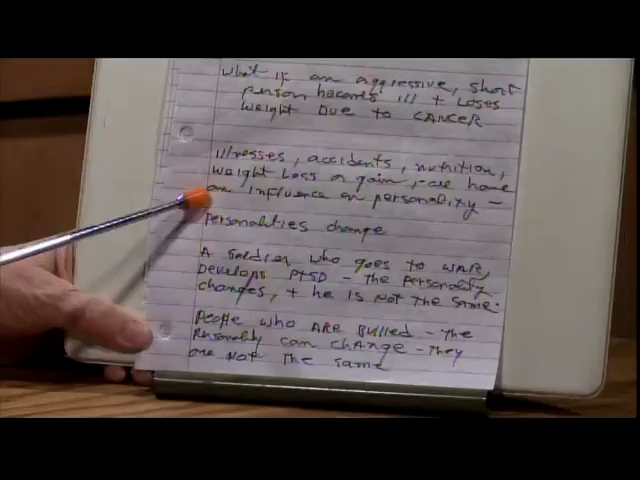 What if an aggressive, short
person becomes ill + Loses
weight Due to CANCER
illnesses, accidents, nutrition,
weight Loss or gain, - all have
an influence on personality -
Personalities change
A Soldier who goes to WAR,
Develops PTSD - The Personality
changes, + he is Not The Same.
People who ARE Bullied - The
Personality can change - They
are Not The Same